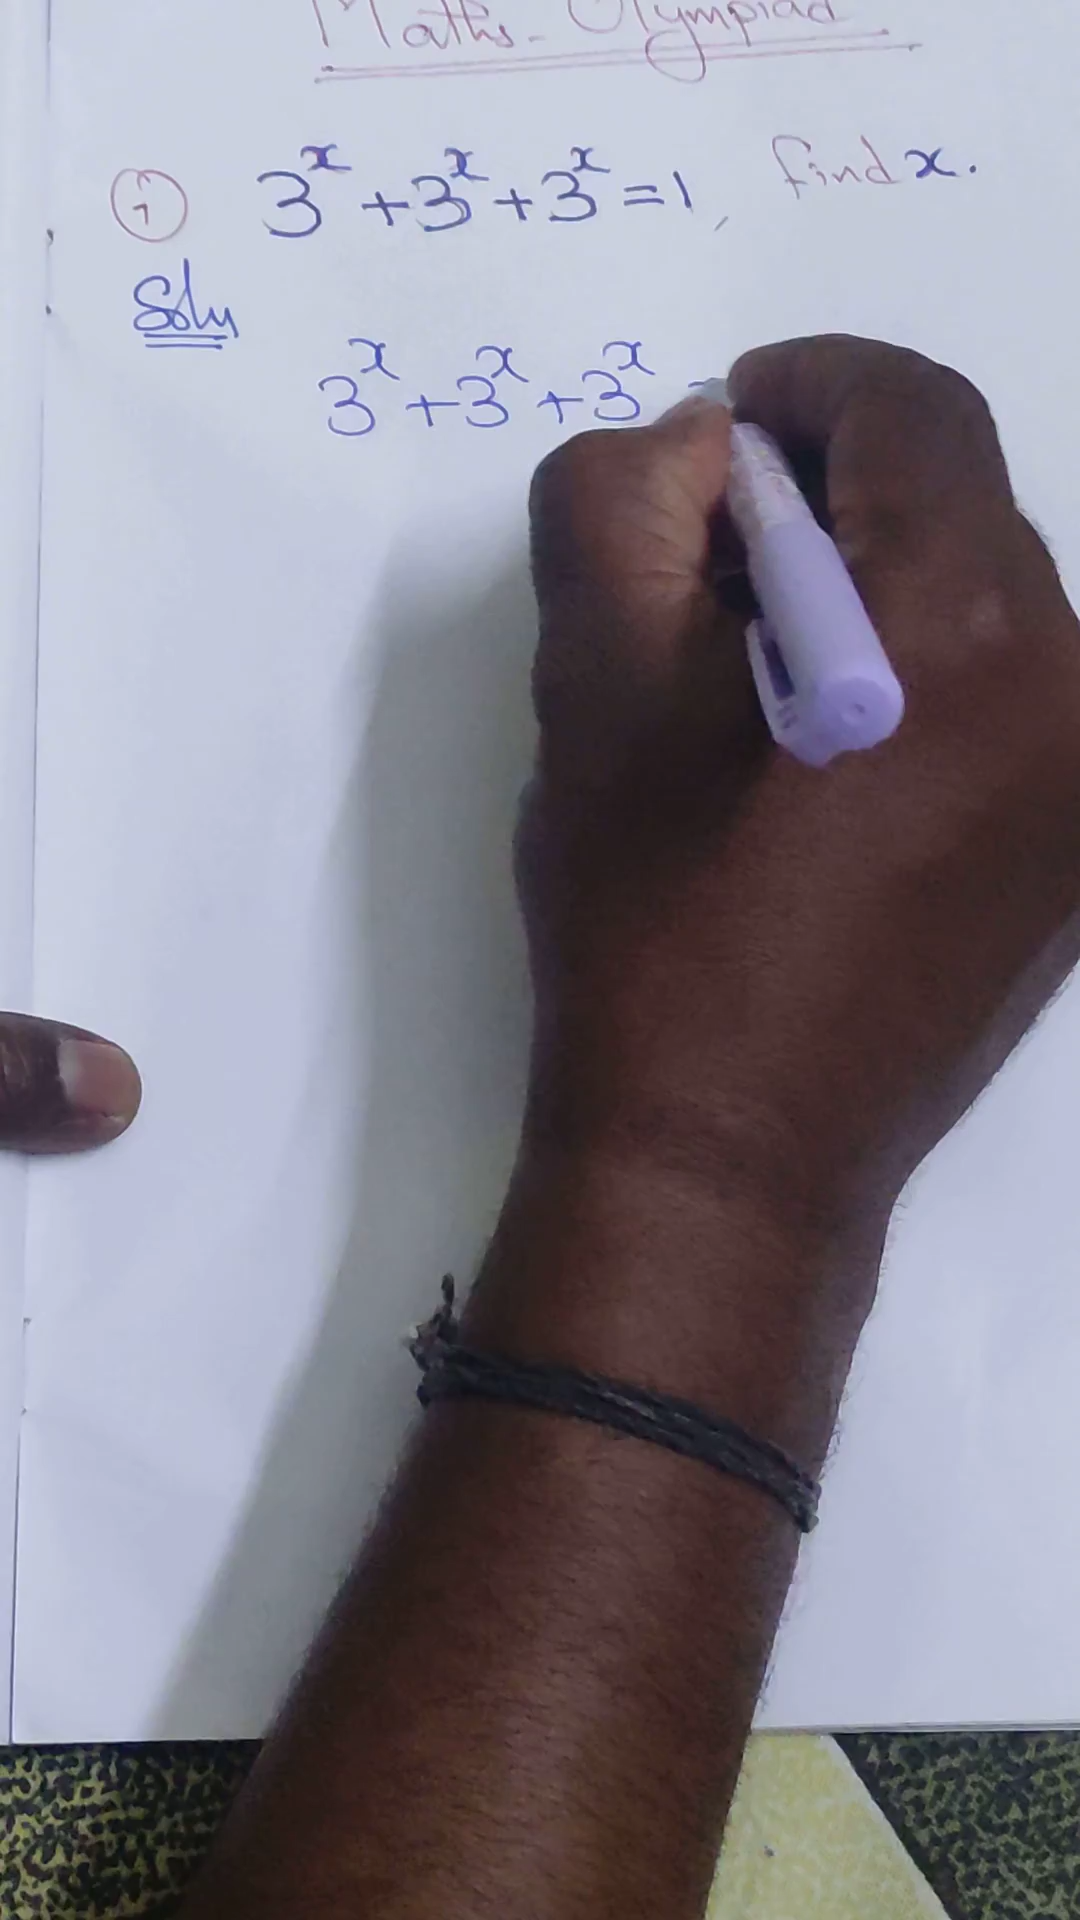 Maths - Olympiad
① 3^x + 3^x + 3^x = 1, find x.
Soln
3^x + 3^x + 3^x =